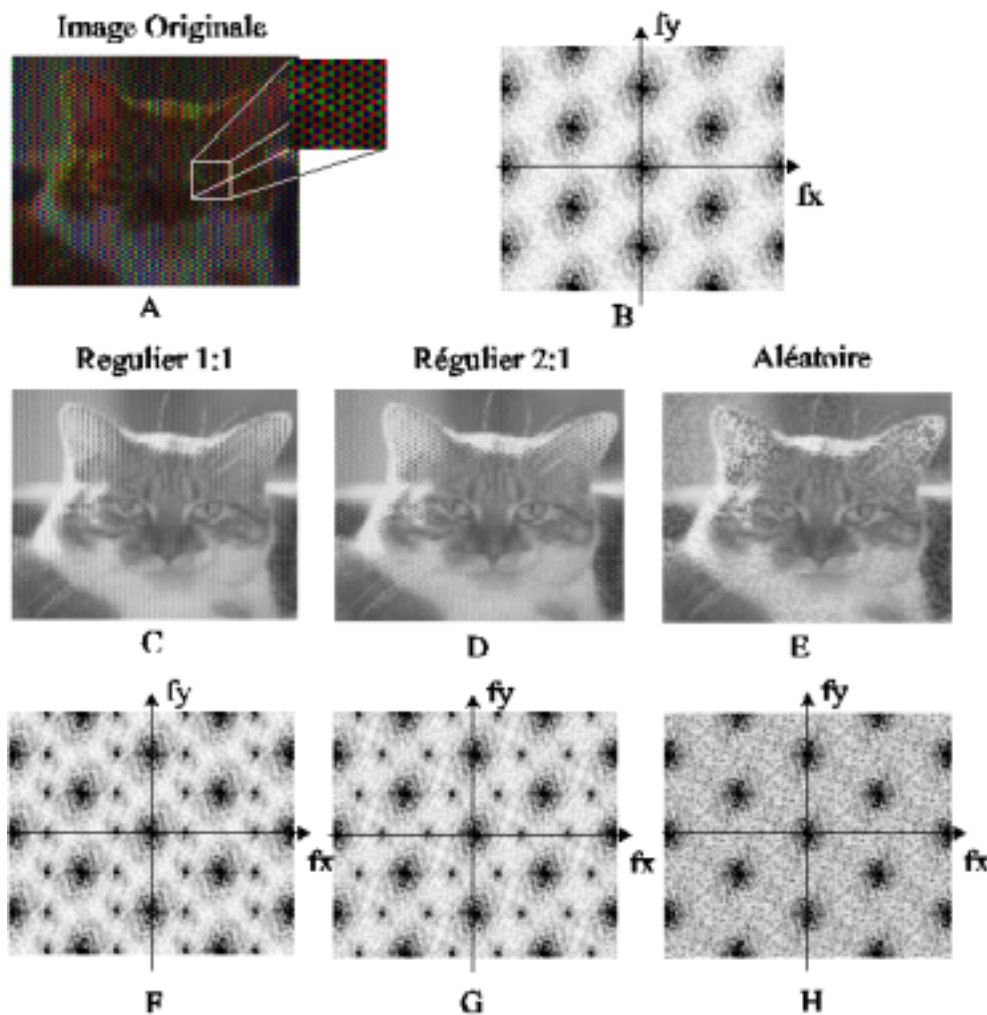 Image Originale
fy
fx
A
B
Regulier 1:1
Régulier 2:1
Aléatoire
C
D
E
fy
fy
fy
fx
fx
fx
F
G
H